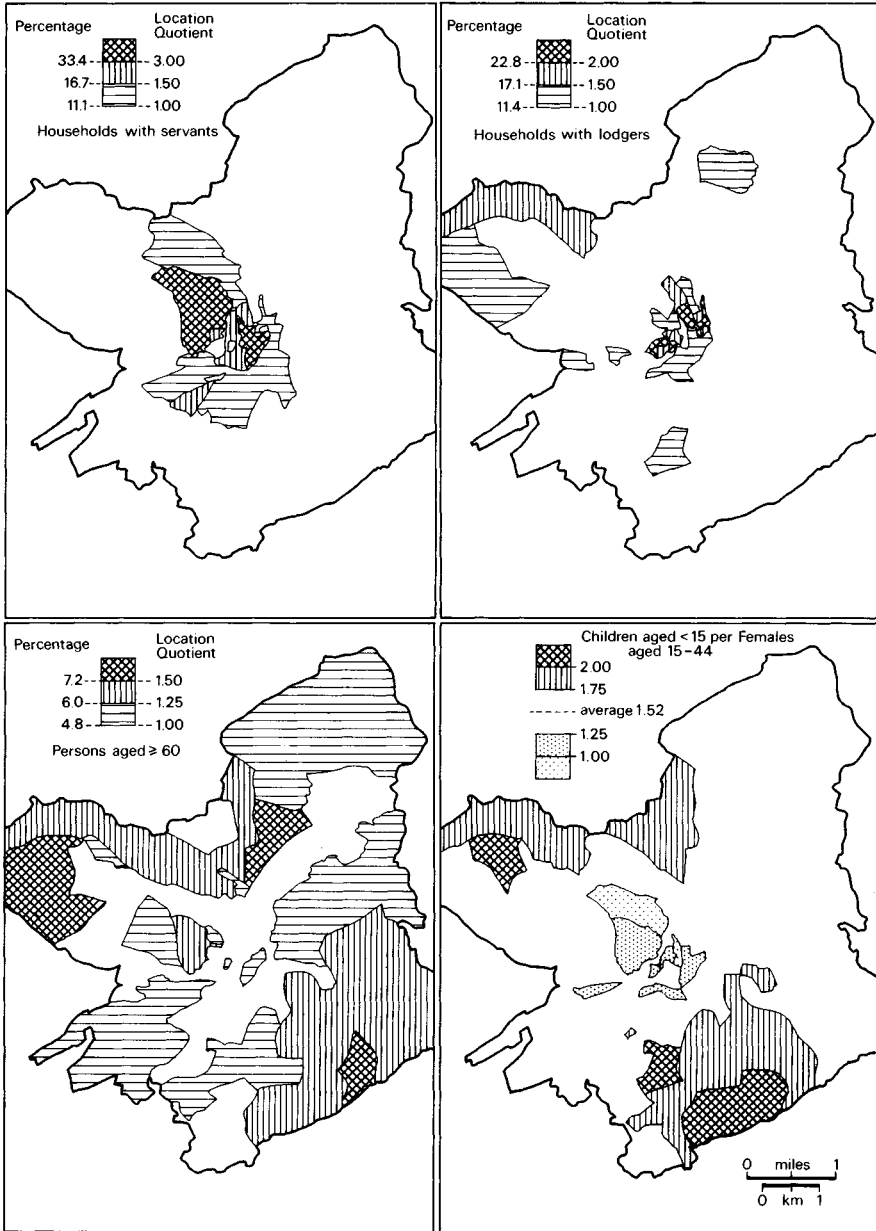 Percentage Location
Quotient
33.4 3.00
16.7 1.50
11.1 1.00
Households with servants
Percentage Location
Quotient
22.8 2.00
17.1 1.50
11.4 1.00
Households with lodgers
Percentage Location
Quotient
7.2 1.50
6.0 1.25
4.8 1.00
Persons aged ≥ 60
Children aged <15 per Females
aged 15-44
2.00
1.75
average 1.52
1.25
1.00
0 miles 1
0 km 1